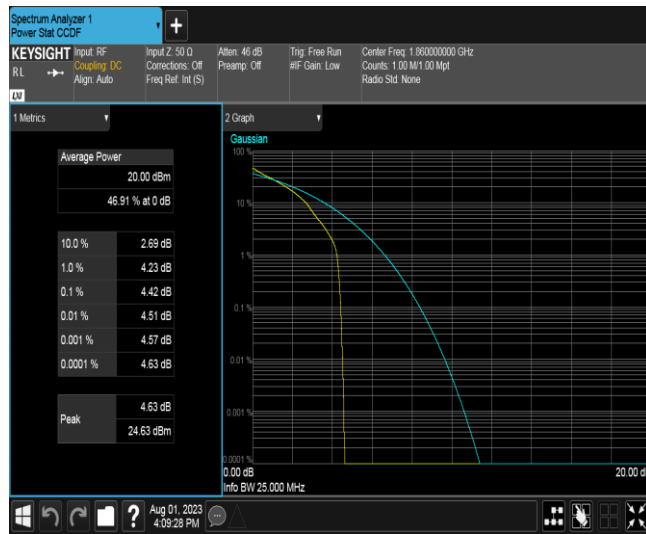 Spectrum Analyzer 1
Power Stat CCDF
+
KEYSIGHT
RL
LXI
Input: RF
Coupling: DC
Align: Auto
Input Z: 50 Ω
Corrections: Off
Freq Ref: Int (S)
Atten: 46 dB
Preamp: Off
Trig: Free Run
#IF Gain: Low
Center Freq: 1.860000000 GHz
Counts: 1.00 M/1.00 Mpt
Radio Std: None
1 Metrics
Average Power
20.00 dBm
46.91 % at 0 dB
10.0 % 2.69 dB
1.0 % 4.23 dB
0.1 % 4.42 dB
0.01 % 4.51 dB
0.001 % 4.57 dB
0.0001 % 4.63 dB
Peak
4.63 dB
24.63 dBm
2 Graph
Gaussian
100 %
10 %
1 %
0.1 %
0.01 %
0.001 %
0.0001 %
0.00 dB 20.00 d
Info BW 25.000 MHz
?
Aug 01, 2023
4:09:28 PM